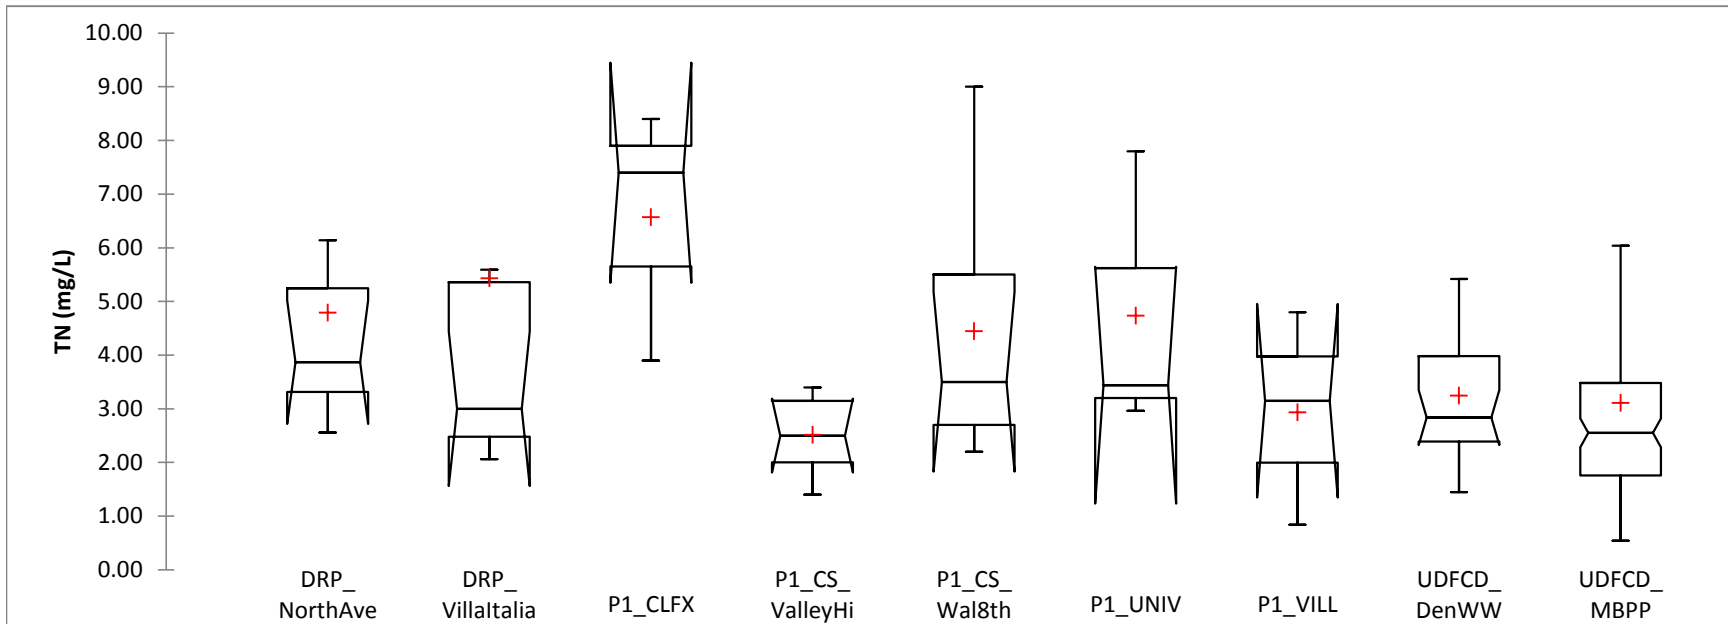 10.00
9.00
8.00
7.00
6.00
5.00
4.00
3.00
2.00
1.00
0.00
TN (mg/L)
DRP_
NorthAve
DRP_
VillaItalia
P1_CLFX
P1_CS_
ValleyHi
P1_CS_
Wal8th
P1_UNIV
P1_VILL
UDFCD_
DenWW
UDFCD_
MBPP